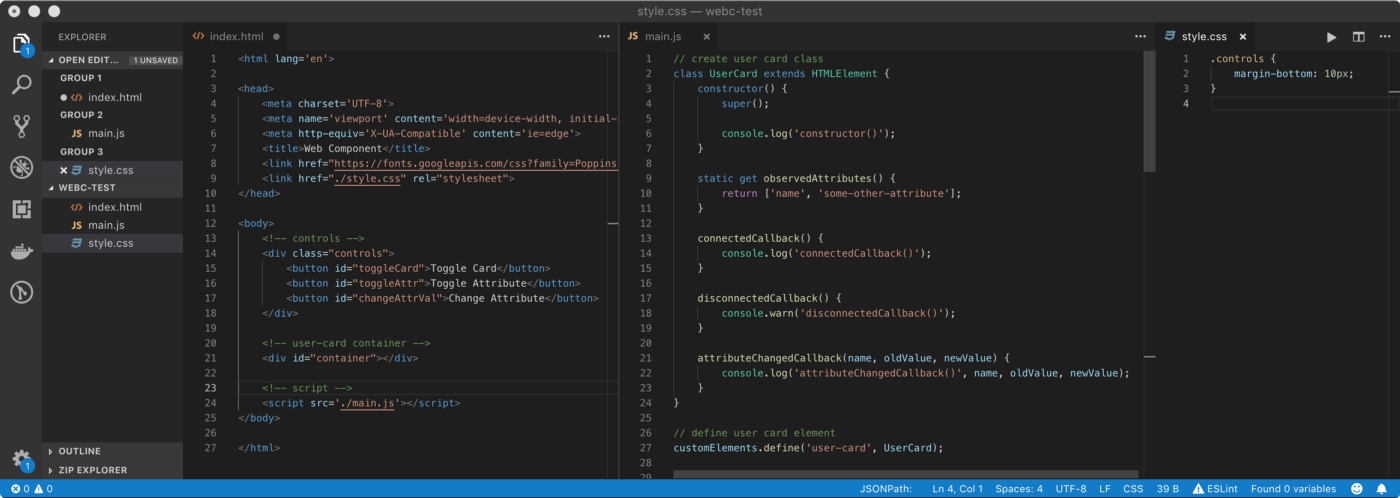 style.css — webc-test
EXPLORER
OPEN EDIT... 1 UNSAVED
GROUP 1
index.html
GROUP 2
JS main.js
GROUP 3
style.css
WEBC-TEST
index.html
JS main.js
style.css
OUTLINE
ZIP EXPLORER
1
1
index.html
1 <html lang='en'>
2
3 <head>
4 <meta charset='UTF-8'>
5 <meta name='viewport' content='width=device-width, initial-
6 <meta http-equiv='X-UA-Compatible' content='ie=edge'>
7 <title>Web Component</title>
8 <link href="https://fonts.googleapis.com/css?family=Poppins
9 <link href="./style.css" rel="stylesheet">
10 </head>
11
12 <body>
13 <!-- controls -->
14 <div class="controls">
15 <button id="toggleCard">Toggle Card</button>
16 <button id="toggleAttr">Toggle Attribute</button>
17 <button id="changeAttrVal">Change Attribute</button>
18 </div>
19
20 <!-- user-card container -->
21 <div id="container"></div>
22
23 <!-- script -->
24 <script src='./main.js'></script>
25 </body>
26
27 </html>
JS main.js
1 // create user card class
2 class UserCard extends HTMLElement {
3 constructor() {
4 super();
5
6 console.log('constructor()');
7 }
8
9 static get observedAttributes() {
10 return ['name', 'some-other-attribute'];
11 }
12
13 connectedCallback() {
14 console.log('connectedCallback()');
15 }
16
17 disconnectedCallback() {
18 console.warn('disconnectedCallback()');
19 }
20
21 attributeChangedCallback(name, oldValue, newValue) {
22 console.log('attributeChangedCallback()', name, oldValue, newValue);
23 }
24 }
25
26 // define user card element
27 customElements.define('user-card', UserCard);
28
29
style.css
1 .controls {
2 margin-bottom: 10px;
3 }
4
0 0 JSONPath: Ln 4, Col 1 Spaces: 4 UTF-8 LF CSS 39 B ESLint Found 0 variables